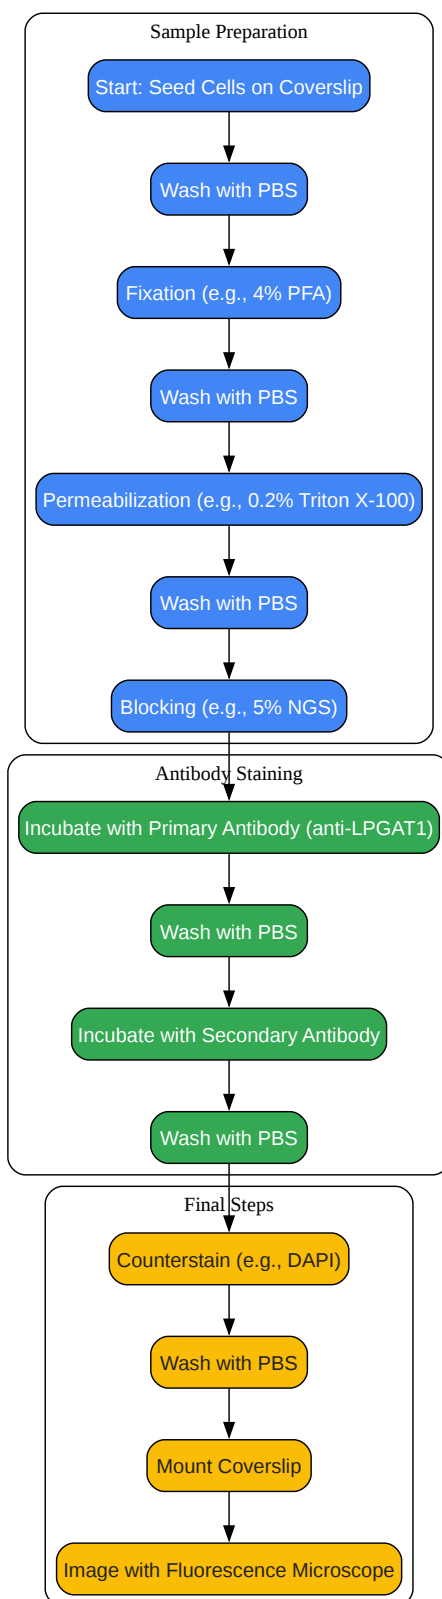 Sample Preparation
Start: Seed Cells on Coverslip
Wash with PBS
Fixation (e.g., 4% PFA)
Wash with PBS
Permeabilization (e.g., 0.2% Triton X-100)
Wash with PBS
Blocking (e.g., 5% NGS)
Antibody Staining
Incubate with Primary Antibody (anti-LPGAT1)
Wash with PBS
Incubate with Secondary Antibody
Wash with PBS
Final Steps
Counterstain (e.g., DAPI)
Wash with PBS
Mount Coverslip
Image with Fluorescence Microscope